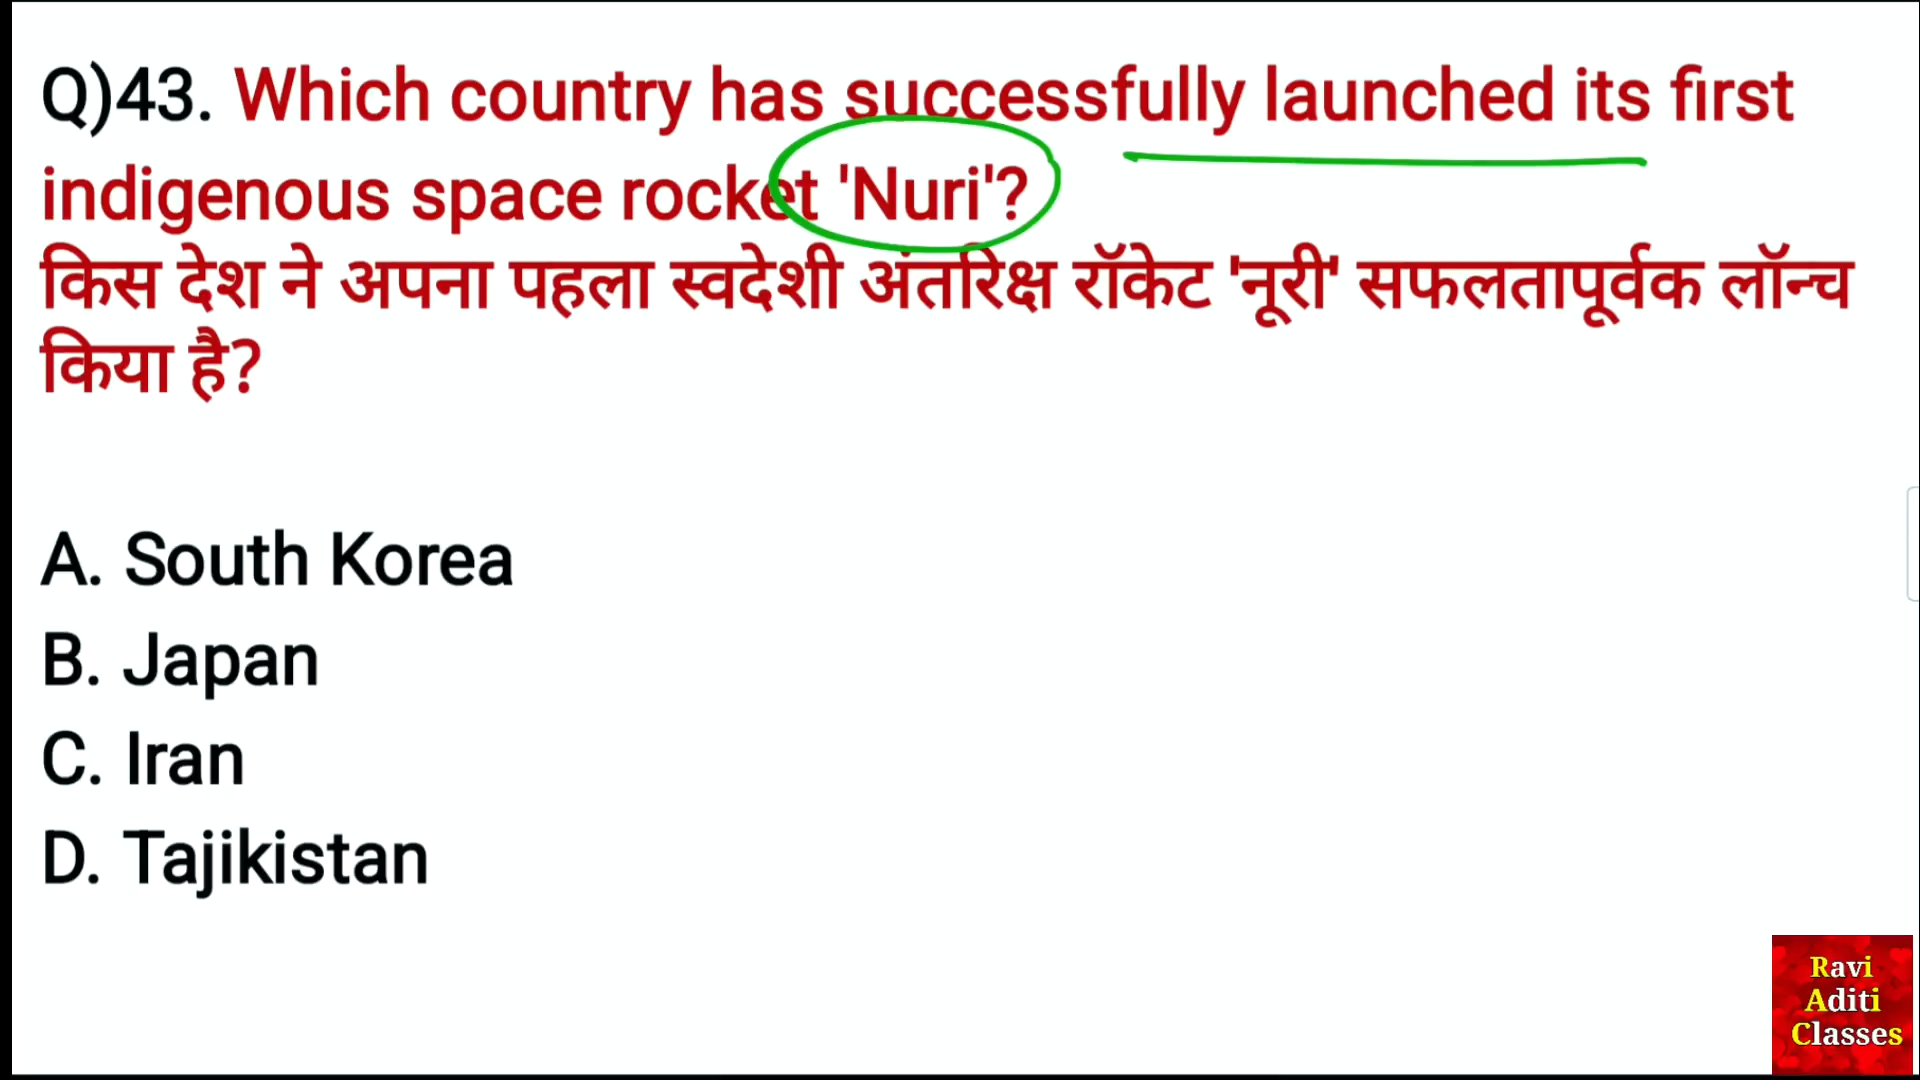 Q)43. Which country has successfully launched its first
indigenous space rocket 'Nuri'?
किस देश ने अपना पहला स्वदेशी अंतरिक्ष रॉकेट 'नूरी' सफलतापूर्वक लॉन्च
किया है?
A. South Korea
B. Japan
C. Iran
D. Tajikistan
Ravi
Aditi
Classes